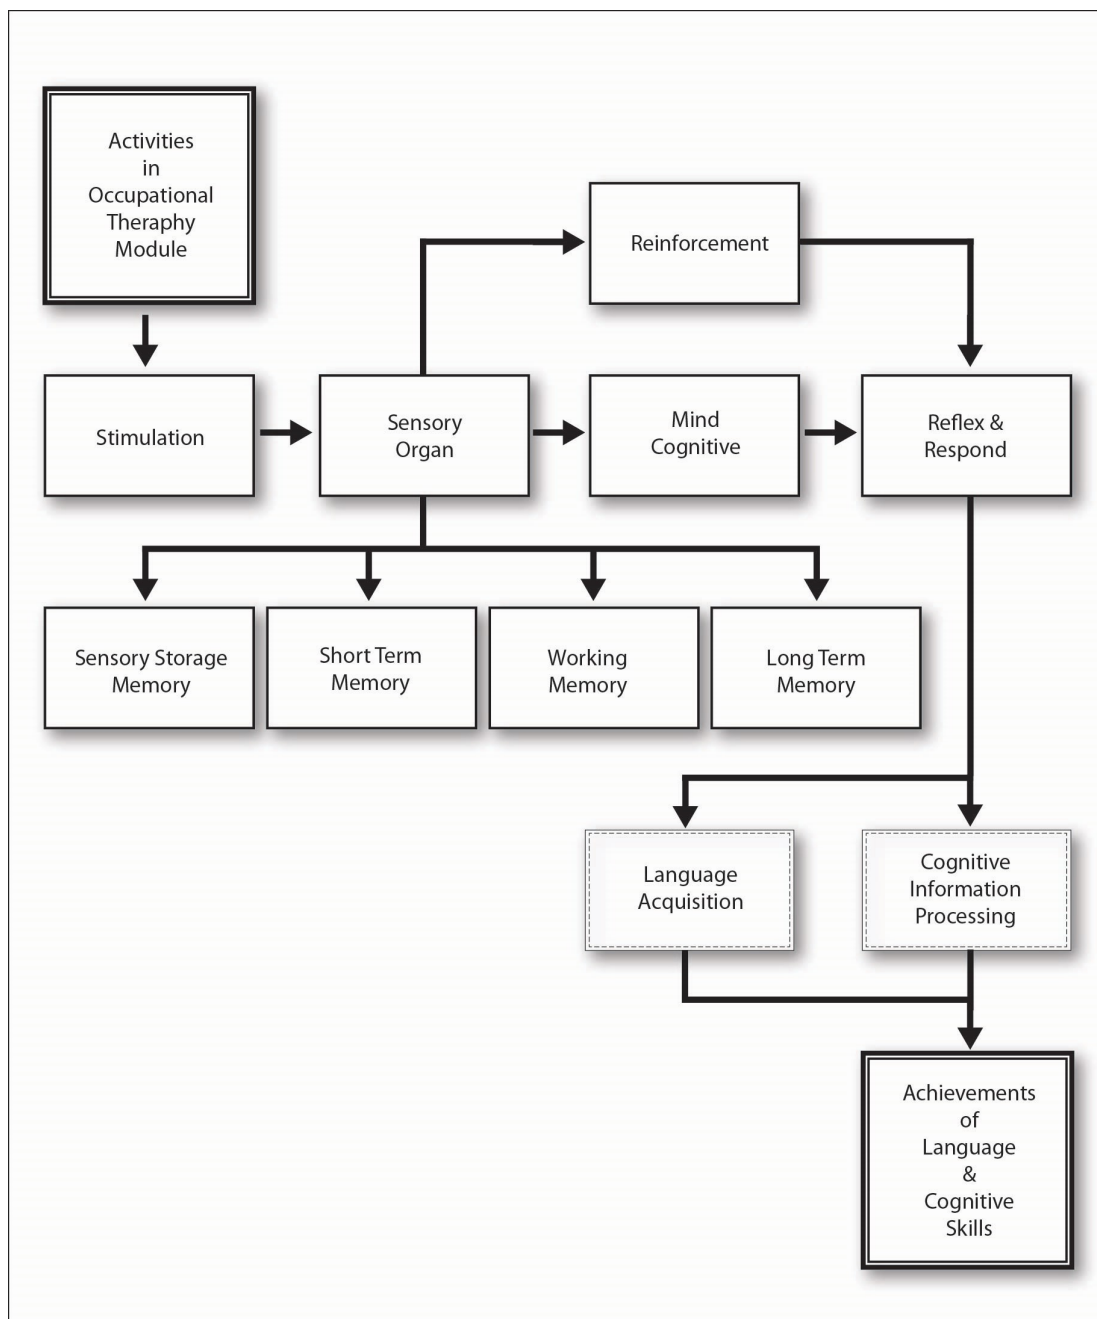 Activities
in
Occupational
Theraphy
Module
Reinforcement
Stimulation
Sensory
Organ
Mind
Cognitive
Reflex &
Respond
Sensory Storage
Memory
Short Term
Memory
Working
Memory
Long Term
Memory
Language
Acquisition
Cognitive
Information
Processing
Achievements
of
Language
&
Cognitive
Skills